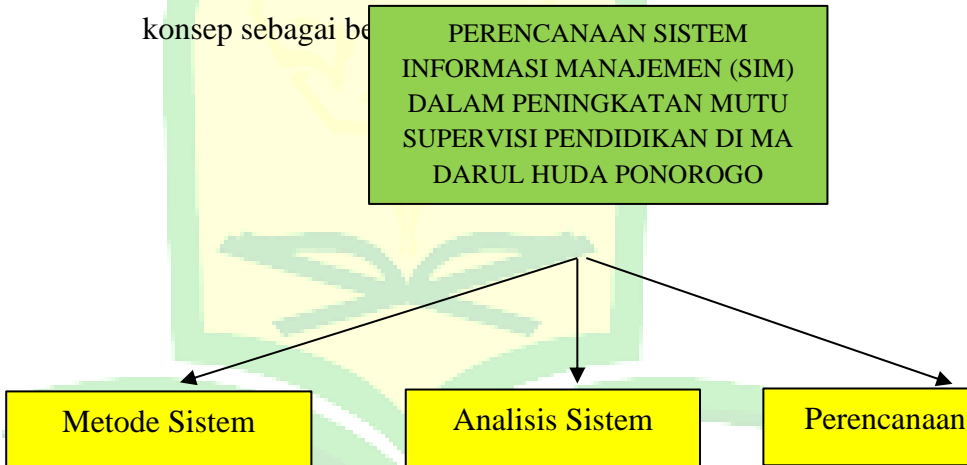 konsep sebagai be
PERENCANAAN SISTEM
INFORMASI MANAJEMEN (SIM)
DALAM PENINGKATAN MUTU
SUPERVISI PENDIDIKAN DI MA
DARUL HUDA PONOROGO
Metode Sistem
Analisis Sistem
Perencanaan